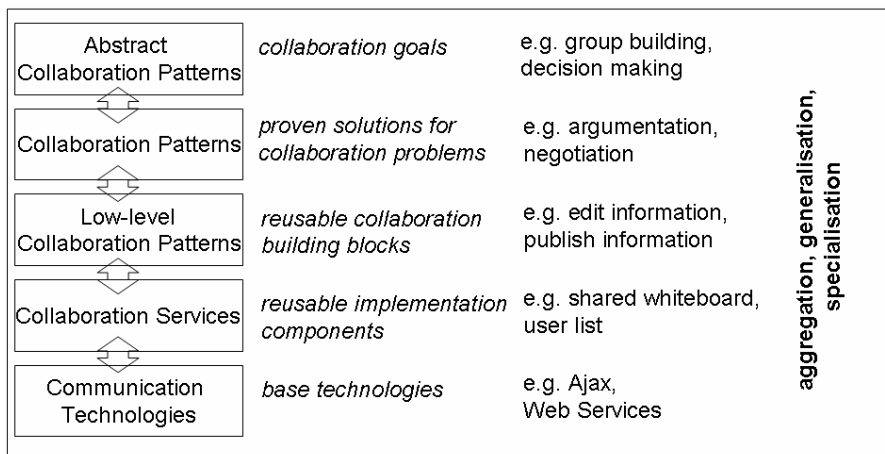 Abstract
Collaboration Patterns
collaboration goals
e.g. group building,
decision making
Collaboration Patterns
proven solutions for
collaboration problems
e.g. argumentation,
negotiation
Low-level
Collaboration Patterns
reusable collaboration
building blocks
e.g. edit information,
publish information
Collaboration Services
reusable implementation
components
e.g. shared whiteboard,
user list
Communication
Technologies
base technologies
e.g. Ajax,
Web Services
aggregation, generalisation,
specialisation